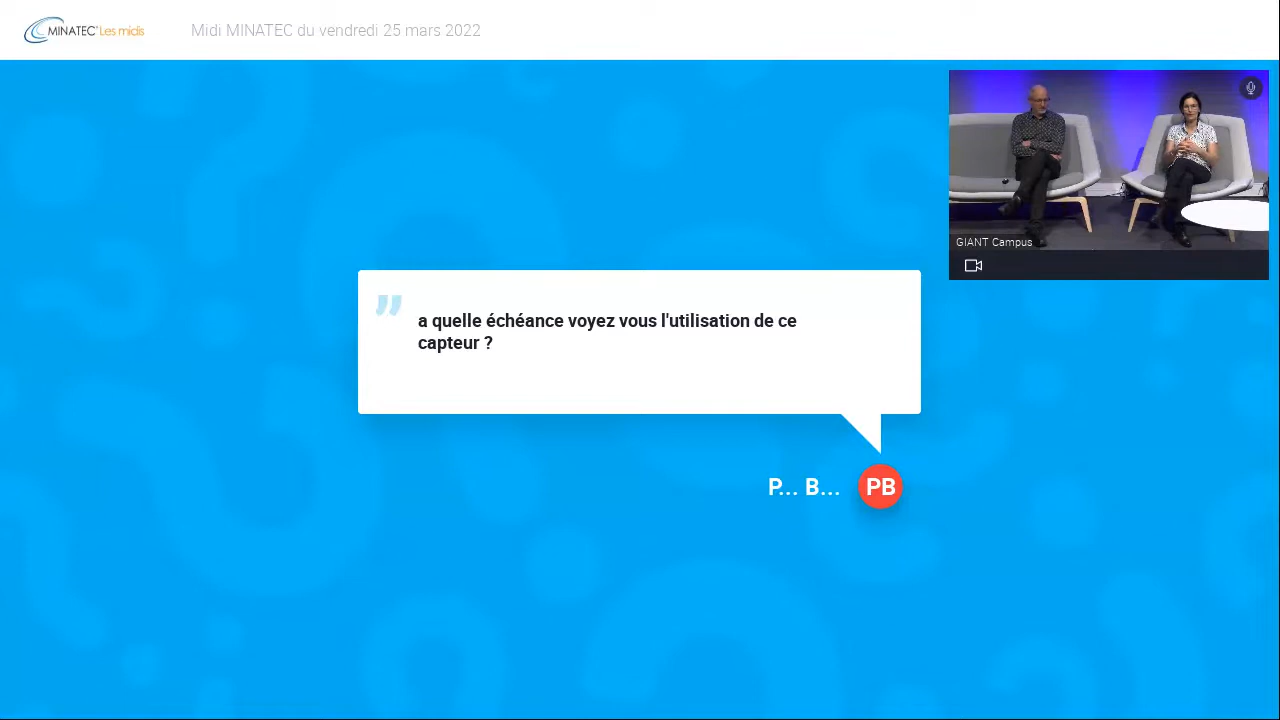 MINATEC® Les midis
Midi MINATEC du vendredi 25 mars 2022
GIANT Campus
a quelle échéance voyez vous l'utilisation de ce
capteur ?
P... B...
PB